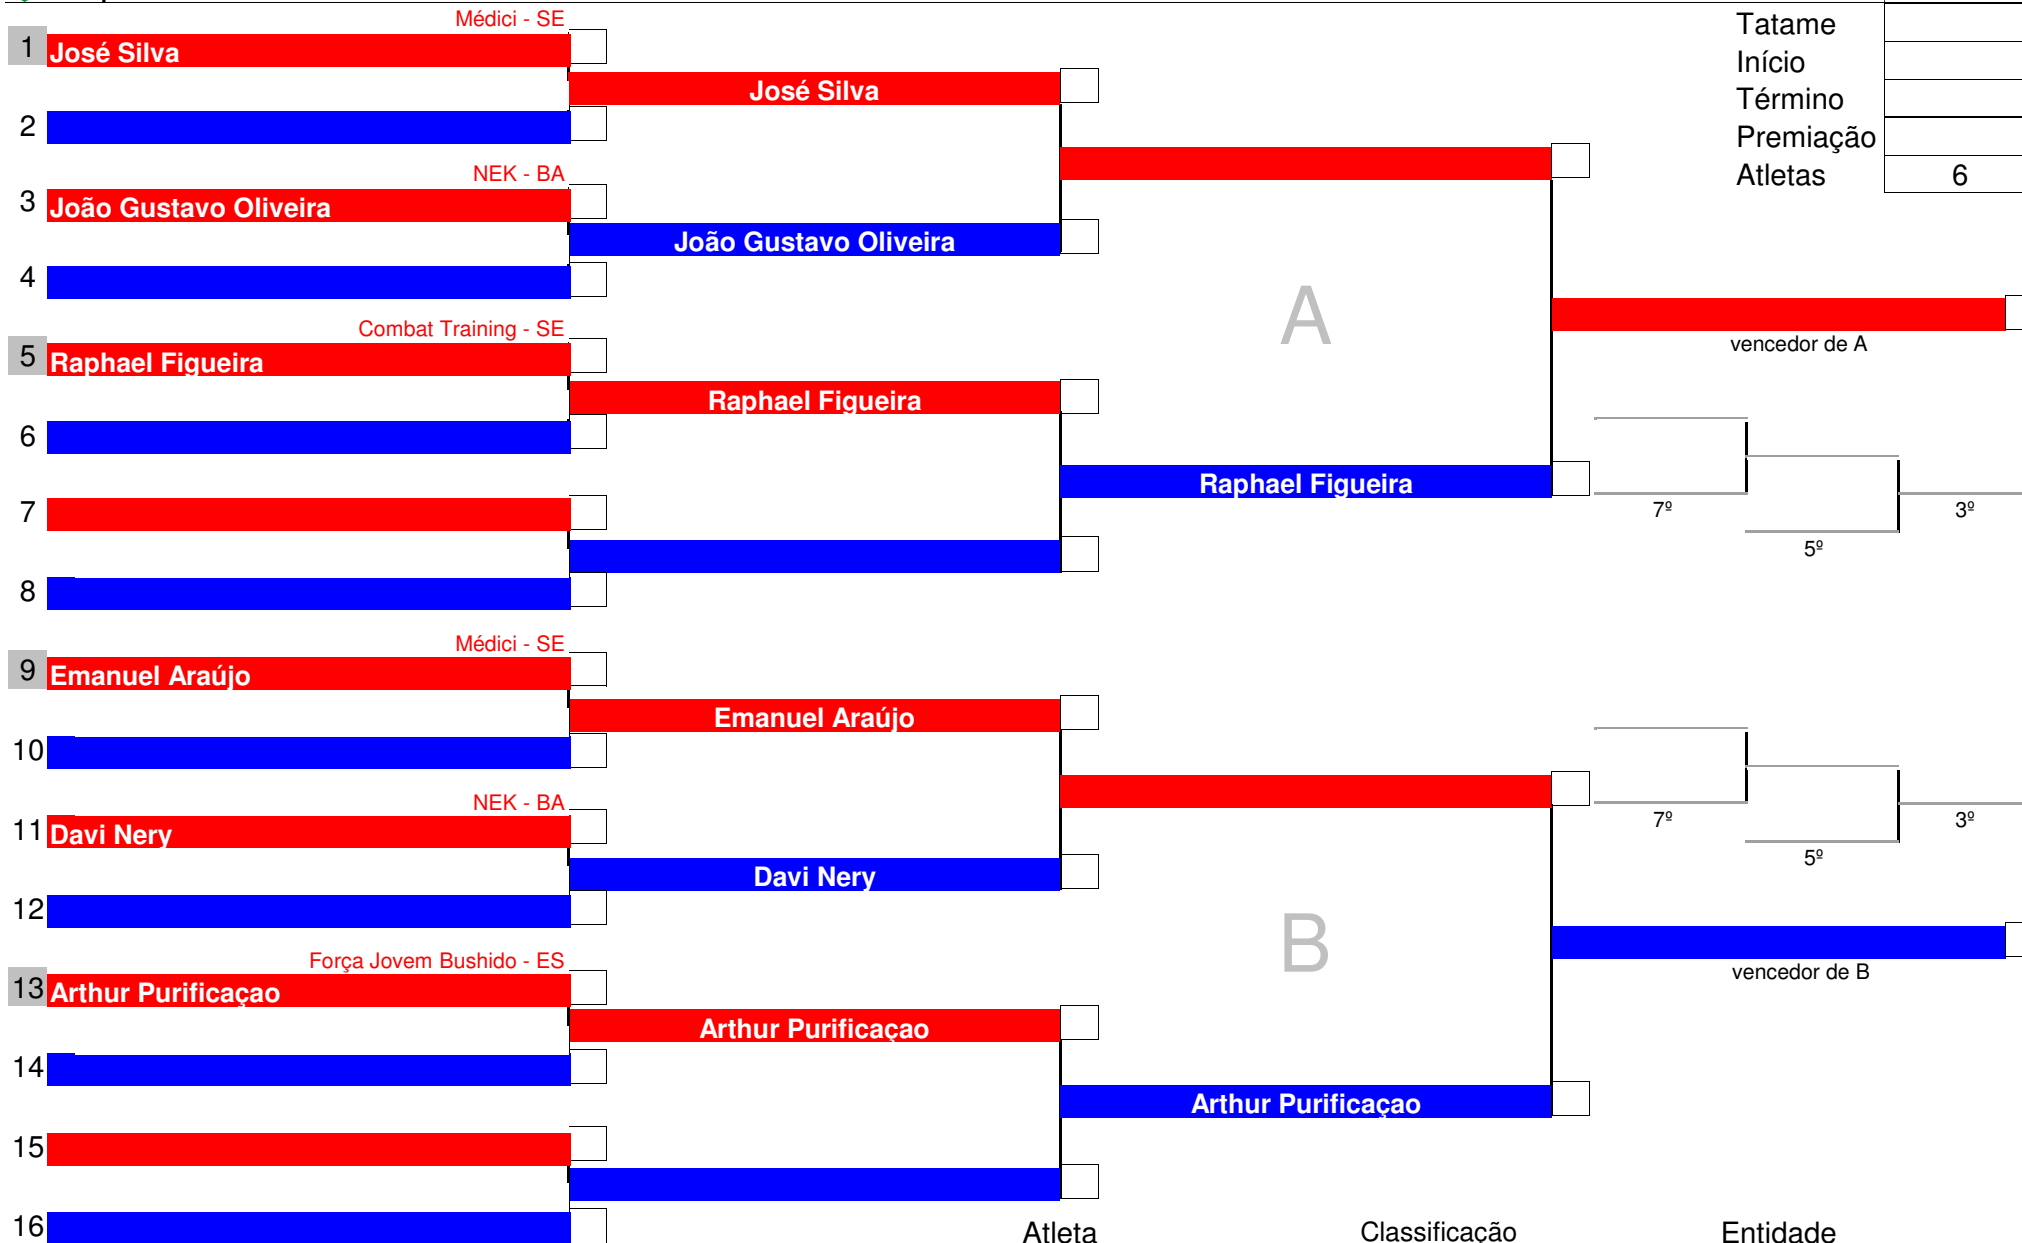 Médici - SE
1 José Silva
José Silva
2
NEK - BA
3 João Gustavo Oliveira
João Gustavo Oliveira
4
Combat Training - SE
5 Raphael Figueira
Raphael Figueira
6
7
Raphael Figueira
8
A
vencedor de A
7º
5º
3º
Tatame
Início
Término
Premiação
Atletas 6
Médici - SE
9 Emanuel Araújo
Emanuel Araújo
10
NEK - BA
11 Davi Nery
Davi Nery
12
Força Jovem Bushido - ES
13 Arthur Purificaçao
Arthur Purificaçao
14
Arthur Purificaçao
15
16
B
7º
5º
3º
vencedor de B
Atleta Classificação Entidade